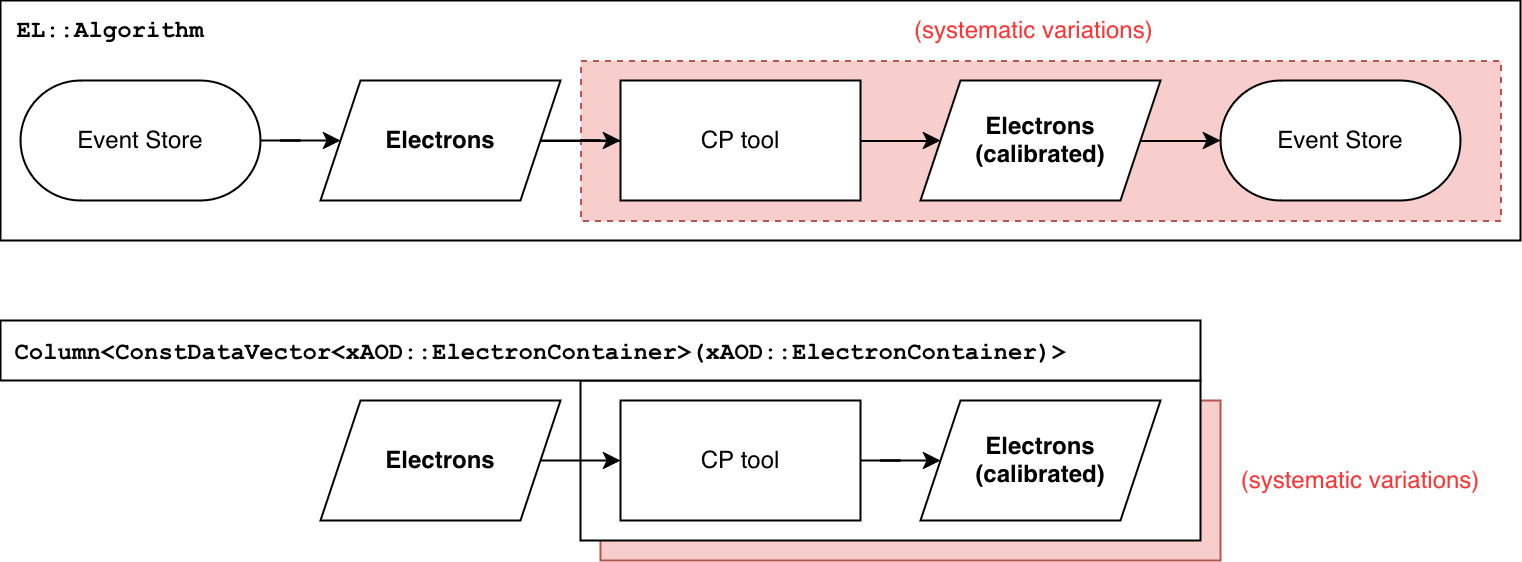 EL::Algorithm
(systematic variations)
Event Store
Electrons
CP tool
Electrons
(calibrated)
Event Store
Column<ConstDataVector<xAOD::ElectronContainer>(xAOD::ElectronContainer)>
Electrons
CP tool
Electrons
(calibrated)
(systematic variations)